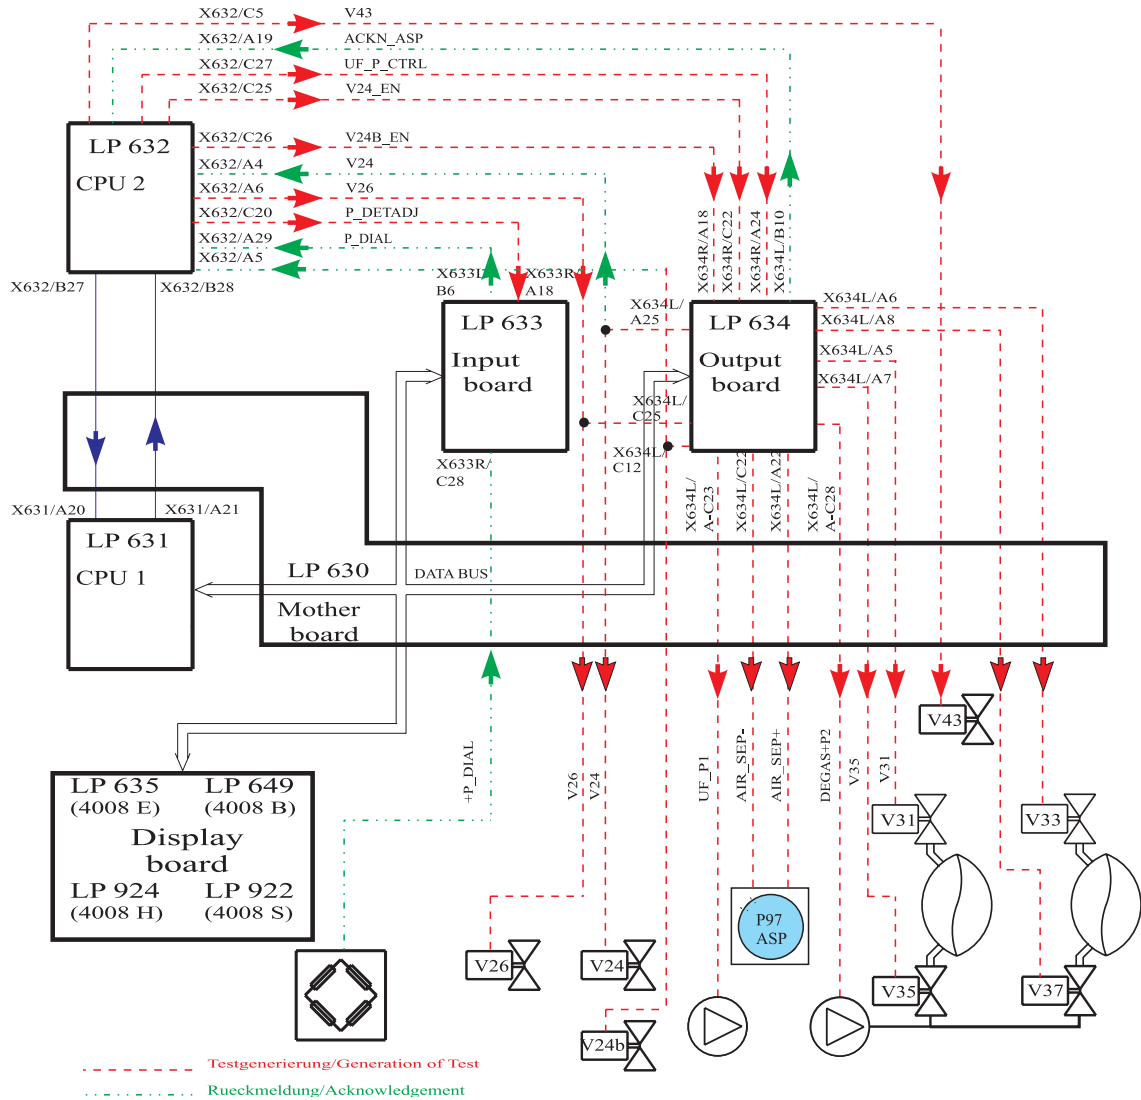 X632/C5 V43
X632/A19 ACKN_ASP
X632/C27 UF_P_CTRL
X632/C25 V24_EN
LP 632
CPU 2
X632/C26 V24B_EN
X632/A4 V24
X632/A6 V26
X632/C20 P_DETADJ
X632/A29 P_DIAL
X632/A5
X632/B27
X632/B28
X633L/
B6
X633R/
A18
X634R/A18
X634R/C22
X634R/A24
X634L/B10
LP 633
Input
board
X634L/
A25
LP 634
Output
board
X634L/A6
X634L/A8
X634L/A5
X634L/A7
X634L/
C25
X634L/
C12
X633R/
C28
X634L/
A-C23
X634L/C22
X634L/A22
X634L/
A-C28
X631/A20
X631/A21
LP 631
CPU 1
LP 630
DATA BUS
Mother
board
+P_DIAL
V26
V24
UF_P1
AIR_SEP-
AIR_SEP+
DEGAS+P2
V35
V31
V43
LP 635
(4008 E)
LP 649
(4008 B)
Display
board
LP 924
(4008 H)
LP 922
(4008 S)
V31
V33
P97
ASP
V26
V24
V35
V37
V24b
Testgenerierung/Generation of Test
Rueckmeldung/Acknowledgement